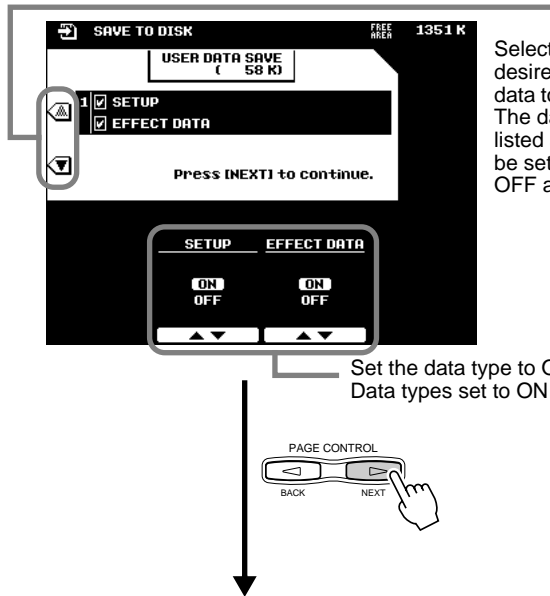 SAVE TO DISK
FREE AREA 1351 K
USER DATA SAVE
( 58 K)
1 SETUP
EFFECT DATA
Press [NEXT] to continue.
SETUP EFFECT DATA
ON ON
OFF OFF
Select
desire
data to
The da
listed
be set
OFF a
Set the data type to
Data types set to ON
PAGE CONTROL
BACK NEXT